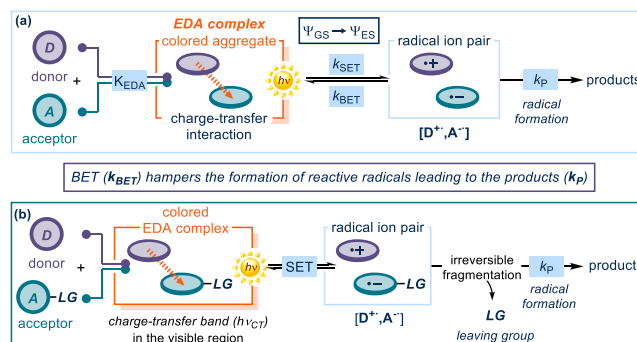 (a)
EDA complex
colored aggregate
Ψ_GS → Ψ_ES
D
donor
+
A
acceptor
K_EDA
hν
charge-transfer
interaction
k_SET
k_BET
radical ion pair
•+
•−
[D⁺˙,A⁻˙]
k_P
radical
formation
products
BET (k_BET) hampers the formation of reactive radicals leading to the products (k_P)
(b)
colored
EDA complex
D
donor
+
A-LG
acceptor
LG
hν
charge-transfer band (hν_CT)
in the visible region
SET
radical ion pair
•+
•− LG
[D⁺˙,A⁻˙]
irreversible
fragmentation
LG
leaving group
k_P
radical
formation
product